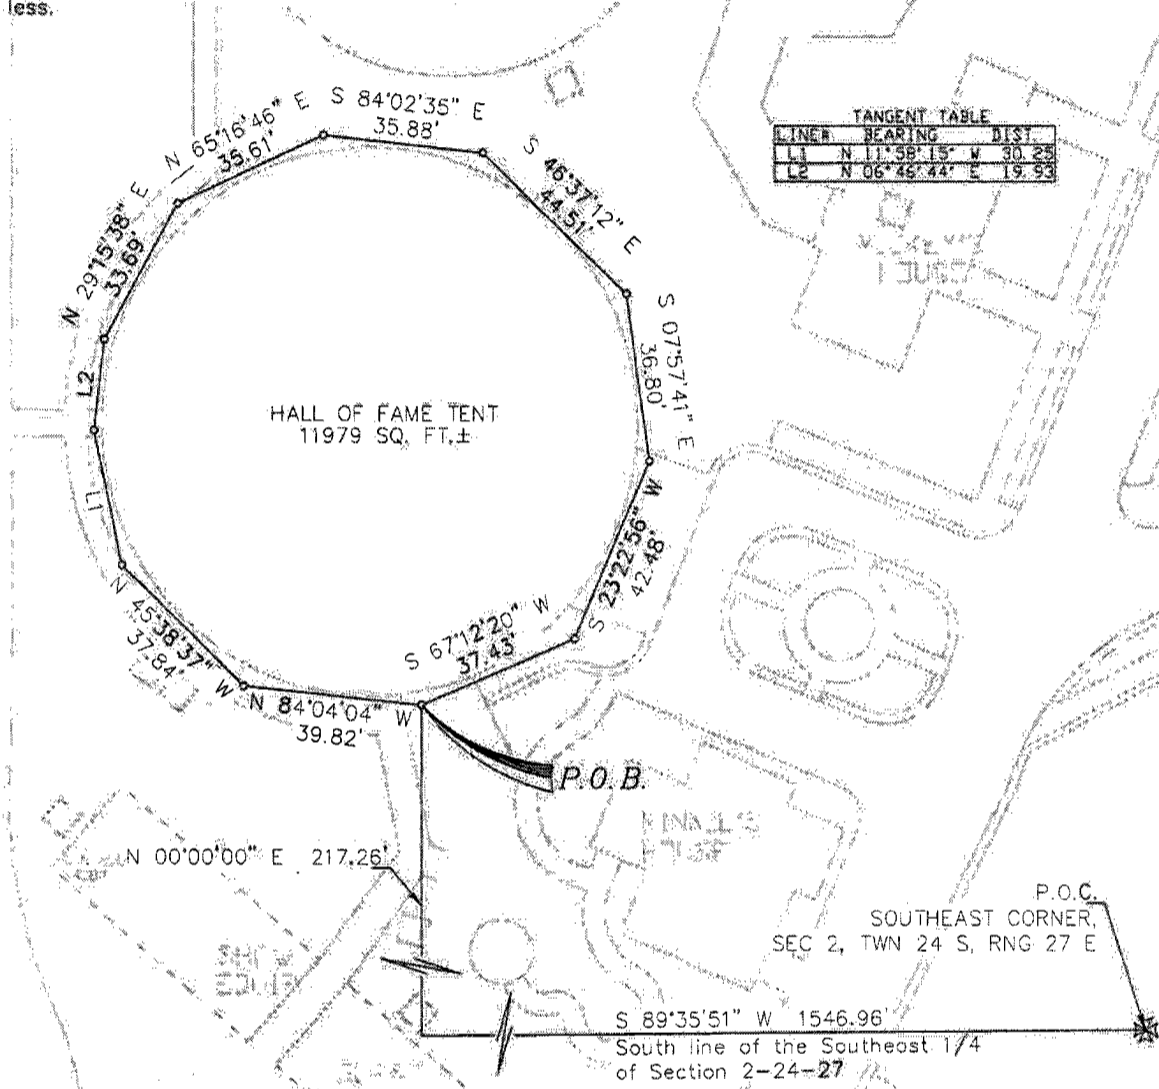 less.
S 84°02'35" E
35.88'
N 65°16'46" E
35.61'
S 46°37'12" E
44.51'
TANGENT TABLE
LINE# BEARING DIST.
L1 N 11°58'15" W 30.25
L2 N 06°46'44" E 19.93
N 29°15'38" E
33.69'
S 07°57'41" E
36.80'
L2
HALL OF FAME TENT
11979 SQ. FT.±
L1
S 23°22'56" W
42.48'
S 67°12'20" W
37.43'
N 45°38'37" W
37.84'
N 84°04'04" W
39.82'
P.O.B.
N 00°00'00" E 217.26'
P.O.C.
SOUTHEAST CORNER,
SEC 2, TWN 24 S, RNG 27 E
S 89°35'51" W 1546.96'
South line of the Southeast 1/4
of Section 2-24-27